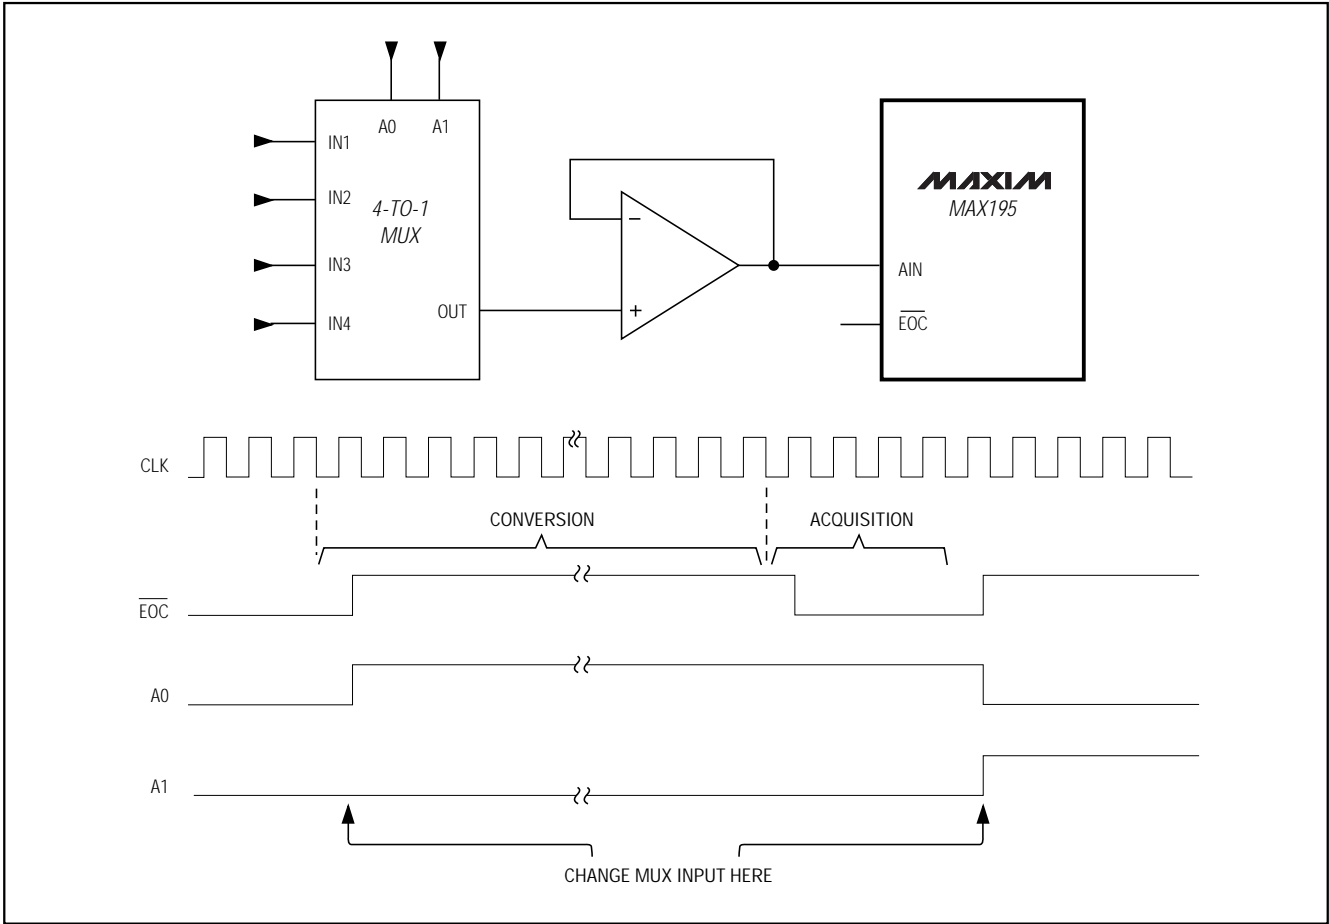 A0 A1
IN1
IN2
IN3
IN4
4-TO-1
MUX
OUT
−
+
MAXIM
MAX195
AIN
EOC
CLK
CONVERSION
ACQUISITION
EOC
A0
A1
CHANGE MUX INPUT HERE